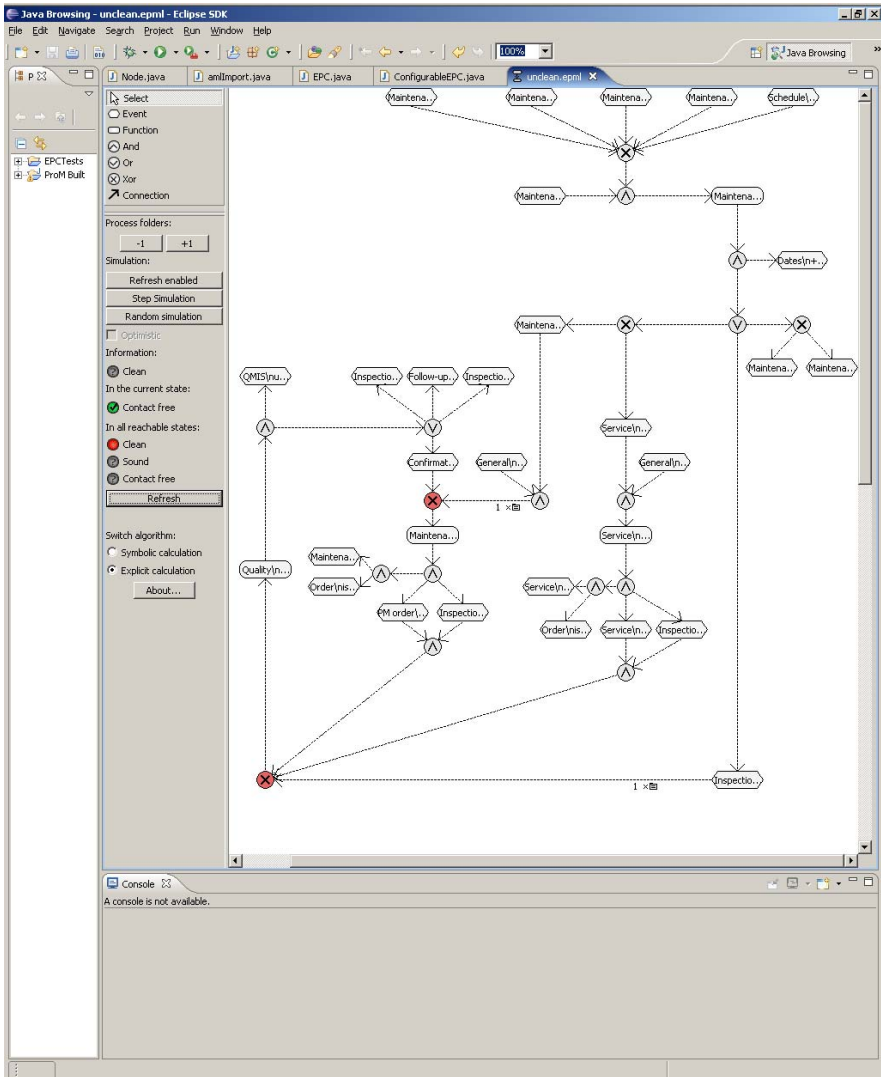 Java Browsing - unclean.epml - Eclipse SDK
File Edit Navigate Search Project Run Window Help
100%
Java Browsing
»
P
Node.java
amlImport.java
EPC.java
ConfigurableEPC.java
unclean.epml
EPCTests
ProM Built
Select
Event
Function
And
Or
Xor
Connection
Process folders:
-1
+1
Simulation:
Refresh enabled
Step Simulation
Random simulation
Optimistic
Information:
Clean
In the current state:
Contact free
In all reachable states:
Clean
Sound
Contact free
Refresh
Switch algorithm:
Symbolic calculation
Explicit calculation
About...
Maintena..
Maintena..
Maintena..
Maintena..
Schedule\..
Maintena..
Maintena...
Dates\n+..
Maintena..
Maintena..
Maintena..
QMIS\nu..
Inspectio..
Follow-up..
Inspectio..
Service\n..
Confirmat..
General\n..
General\n..
1 ×
Maintena...
Service\n...
Maintena..
Quality\n...
Order\nis..
Service\n..
PM order\..
Inspectio..
Order\nis..
Service\n..
Inspectio..
Inspectio..
1 ×
Console
A console is not available.